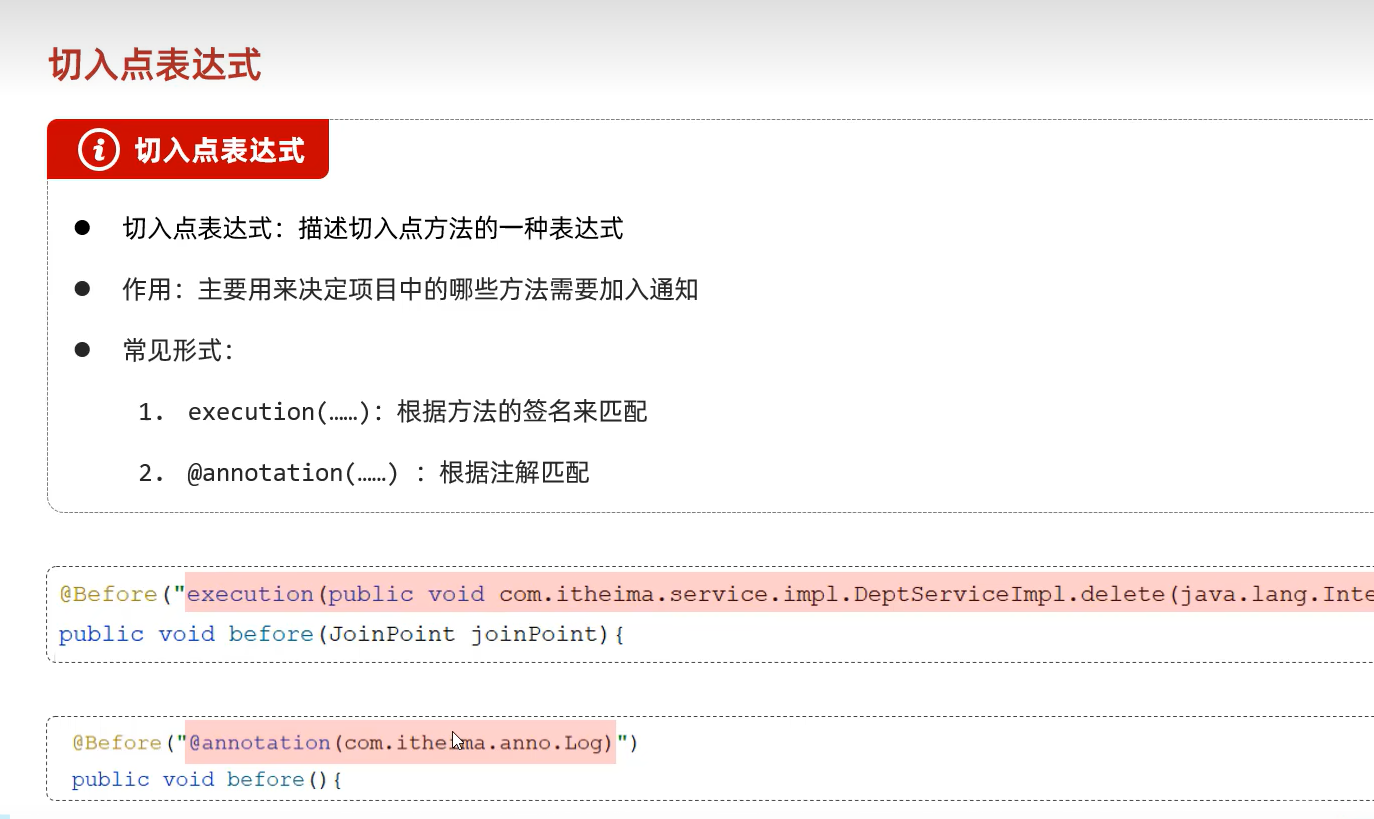 切入点表达式
切入点表达式
切入点表达式：描述切入点方法的一种表达式
作用：主要用来决定项目中的哪些方法需要加入通知
常见形式：
1. execution(……)：根据方法的签名来匹配
2. @annotation(……) ：根据注解匹配
@Before("execution(public void com.itheima.service.impl.DeptServiceImpl.delete(java.lang.Inte
public void before(JoinPoint joinPoint){
@Before("@annotation(com.itheima.anno.Log)")
public void before(){